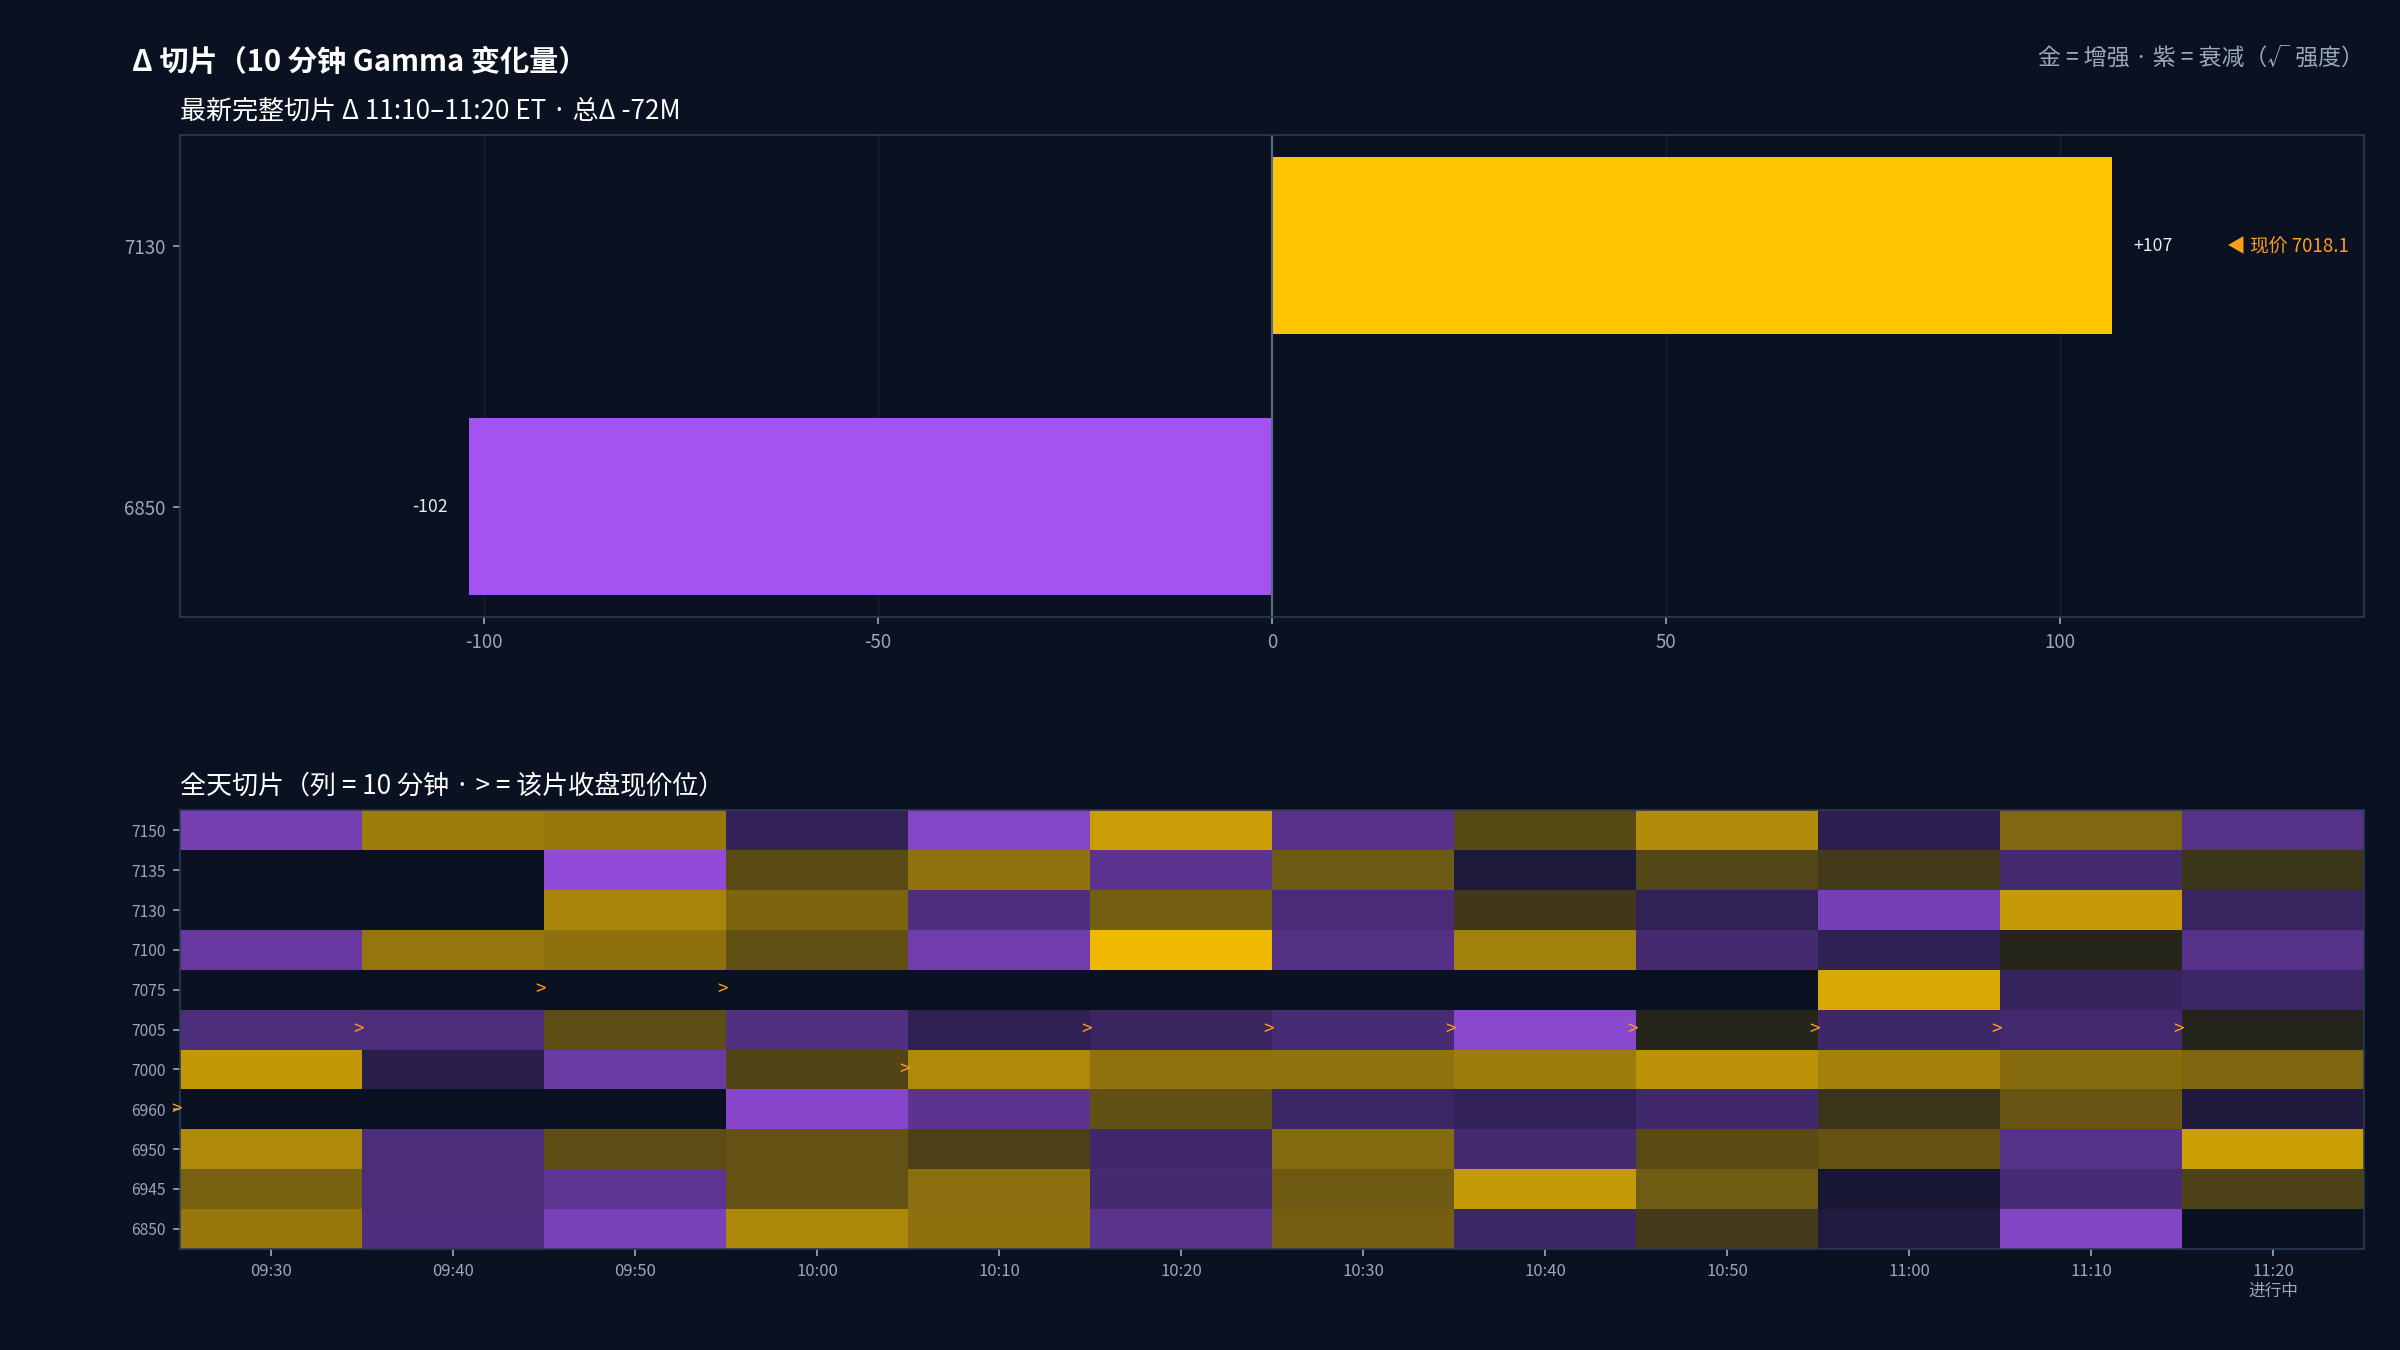 Δ 切片（10 分钟 Gamma 变化量）
金 = 增强 · 紫 = 衰减（√ 强度）
最新完整切片 Δ 11:10–11:20 ET · 总Δ -72M
7130
+107
◀ 现价 7018.1
6850
-102
-100 -50 0 50 100
全天切片（列 = 10 分钟 · > = 该片收盘现价位）
7150
7135
7130
7100
7075 > >
7005 > > > > > > > >
7000 >
6960 >
6950
6945
6850
09:30 09:40 09:50 10:00 10:10 10:20 10:30 10:40 10:50 11:00 11:10 11:20
进行中